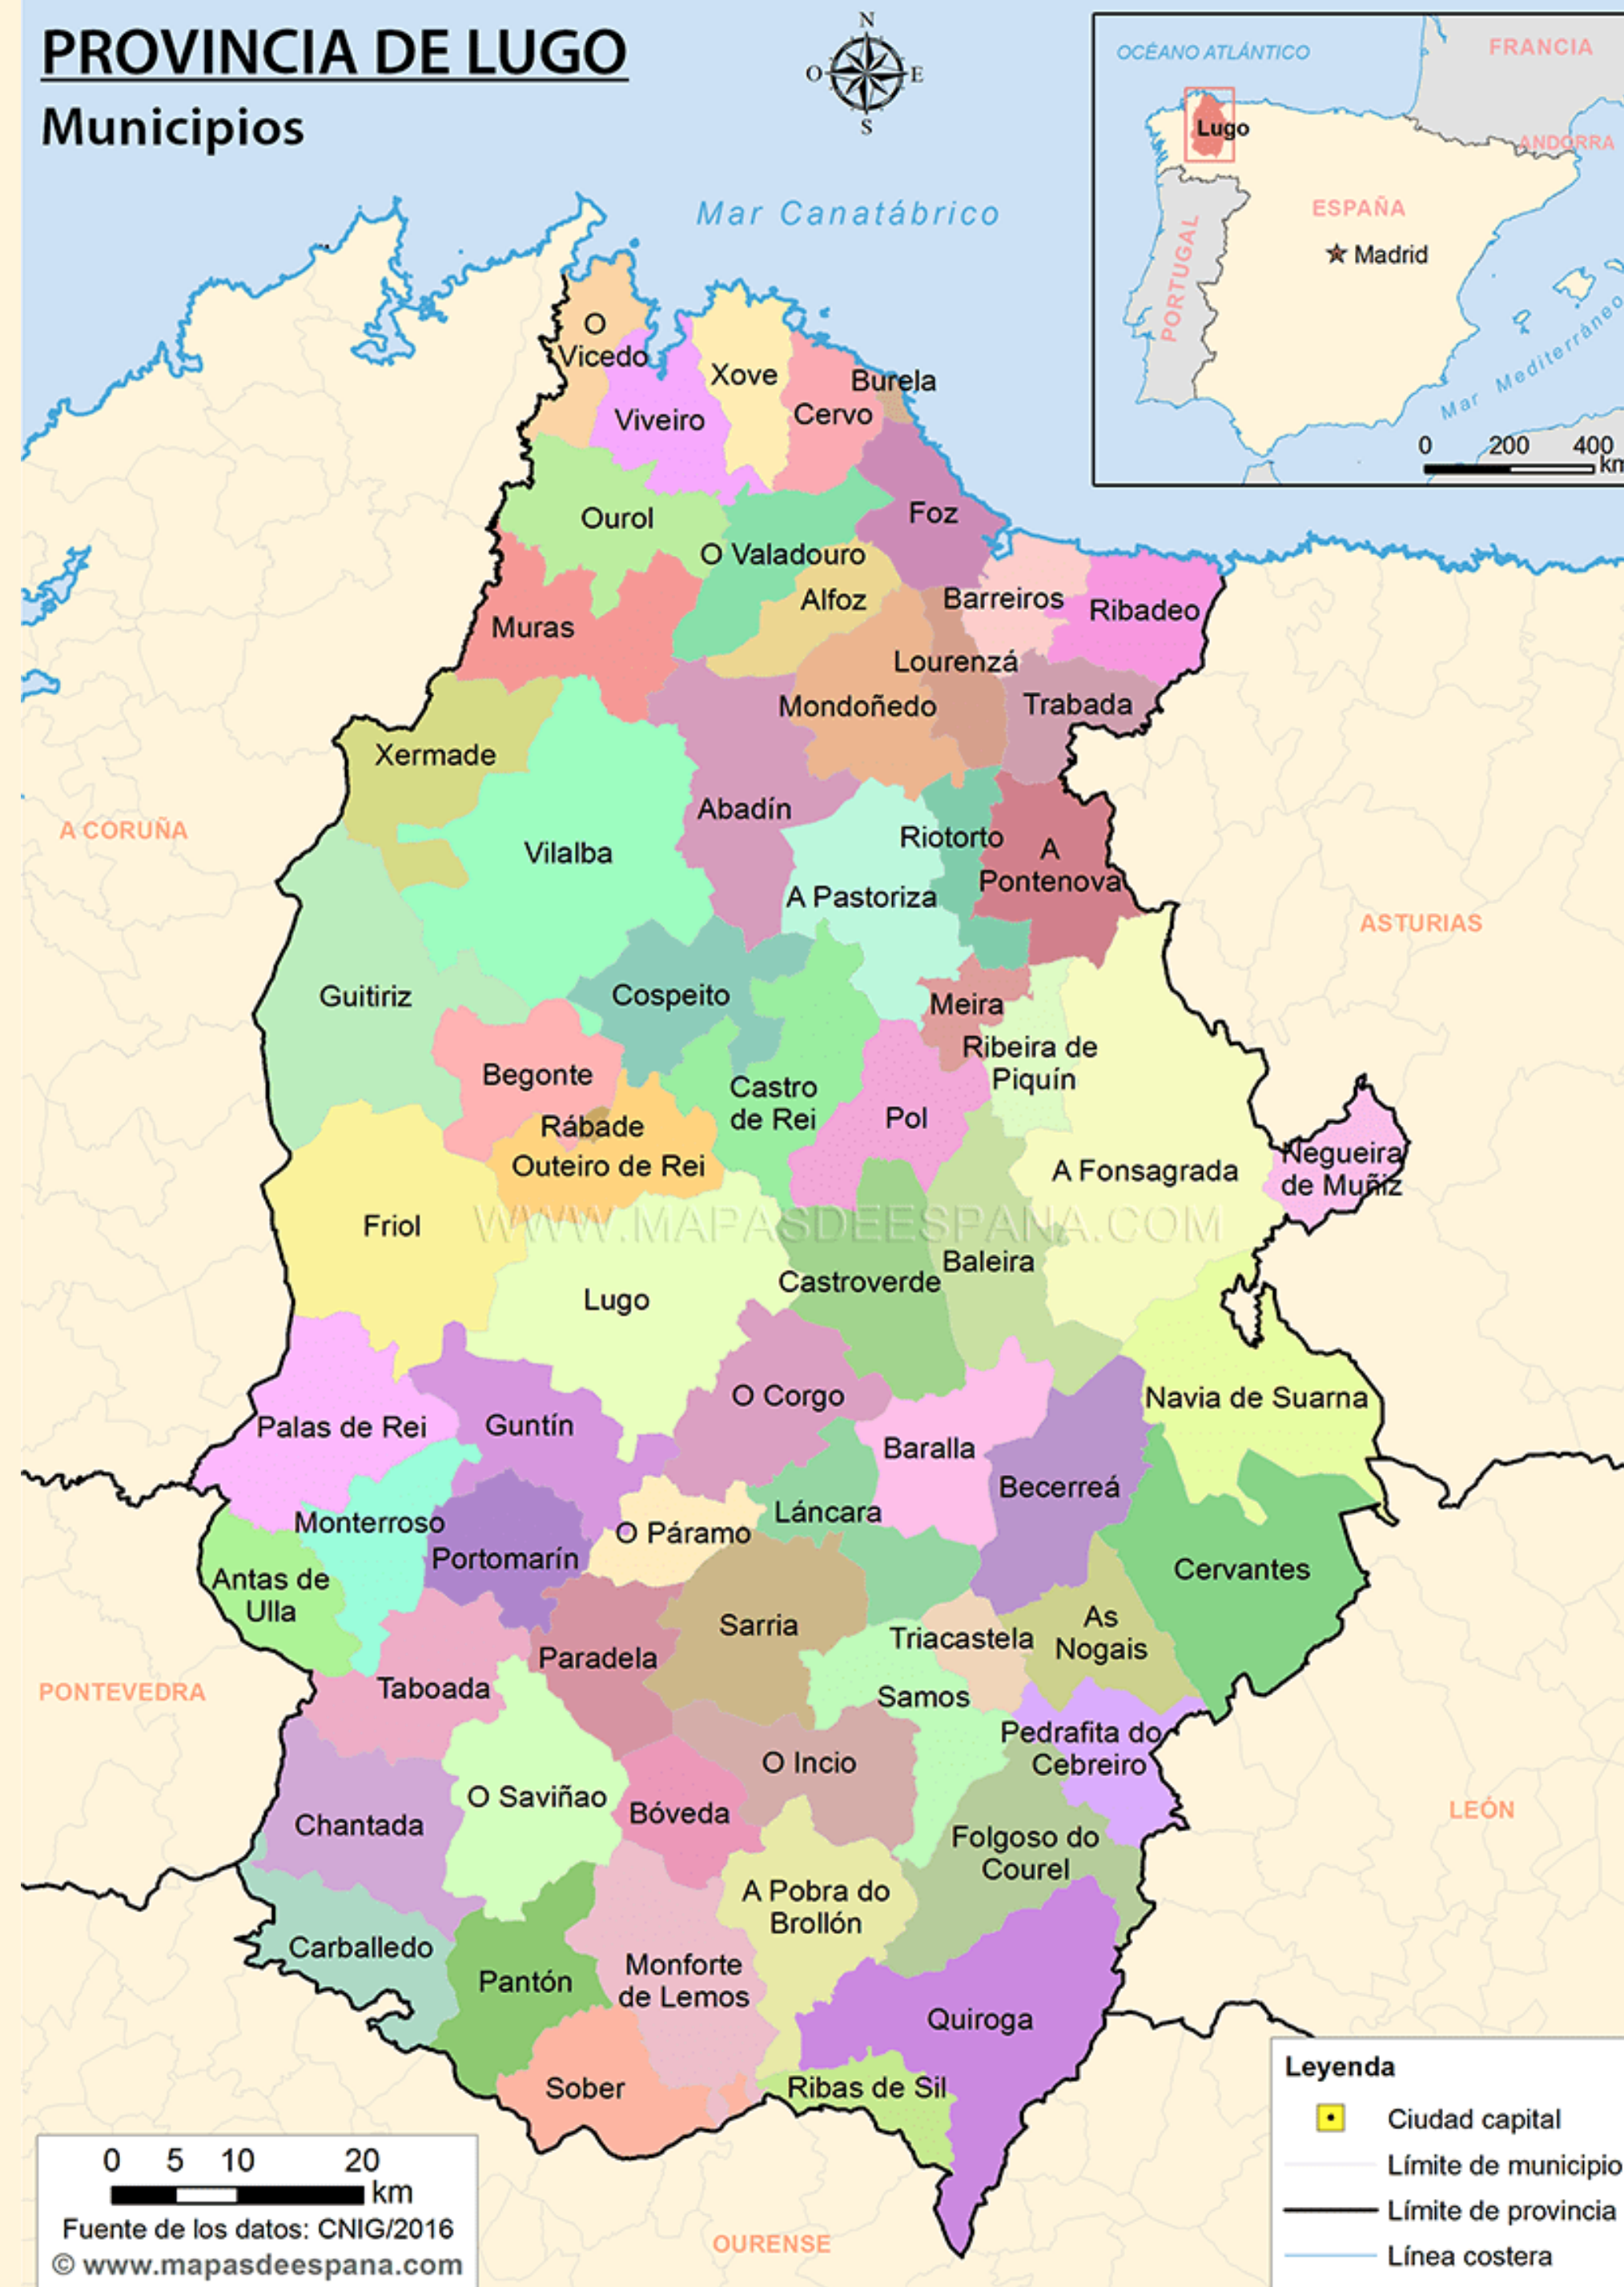 PROVINCIA DE LUGO
Municipios
N
O
E
S
Mar Canatábrico
OCÉANO ATLÁNTICO
FRANCIA
Lugo
ANDORRA
ESPAÑA
Madrid
PORTUGAL
Mar Mediterráneo
0 200 400
km
O
Vicedo
Xove
Burela
Viveiro
Cervo
Ourol
Foz
O Valadouro
Alfoz
Barreiros
Ribadeo
Muras
Lourenzá
Mondoñedo
Trabada
Xermade
Abadín
A CORUÑA
Riotorto
Vilalba
A
Pontenova
A Pastoriza
ASTURIAS
Guitiriz
Cospeito
Meira
Ribeira de
Piquín
Begonte
Castro
de Rei
Pol
Rábade
Outeiro de Rei
A Fonsagrada
Negueira
de Muñiz
Friol
WWW.MAPASDEESPANA.COM
Baleira
Castroverde
Lugo
O Corgo
Navia de Suarna
Palas de Rei
Guntín
Baralla
Becerreá
Láncara
Monterroso
O Páramo
Portomarín
Cervantes
Antas de
Ulla
Sarria
As
Nogais
Triacastela
Paradela
Taboada
PONTEVEDRA
Samos
Pedrafita do
Cebreiro
O Incio
O Saviñao
Bóveda
Chantada
LEÓN
Folgoso do
Courel
A Pobra do
Brollón
Carballedo
Monforte
de Lemos
Pantón
Quiroga
Sober
Ribas de Sil
OURENSE
0 5 10 20
km
Fuente de los datos: CNIG/2016
© www.mapasdeespana.com
Leyenda
Ciudad capital
Límite de municipio
Límite de provincia
Línea costera